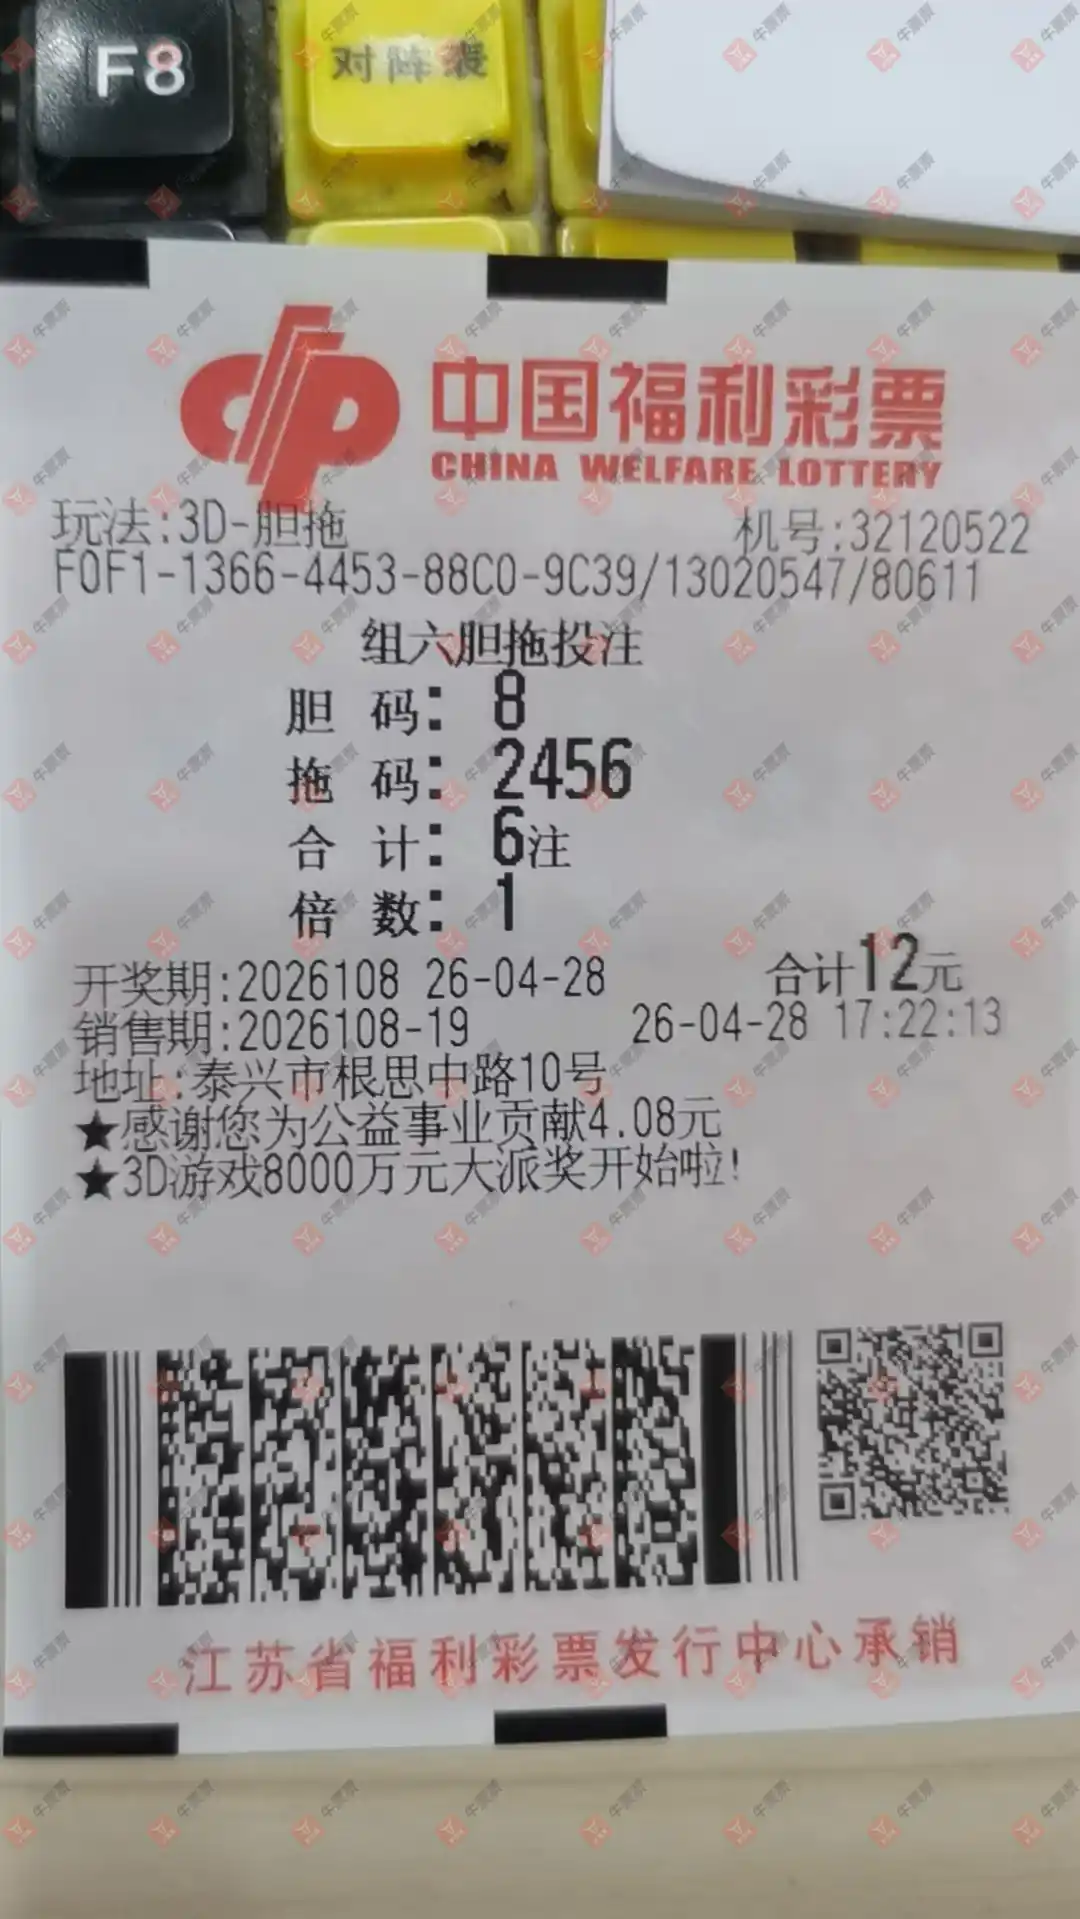 F8
对阵表
中国福利彩票
CHINA WELFARE LOTTERY
玩法:3D-胆拖
机号:32120522
F0F1-1366-4453-88C0-9C39/13020547/80611
组六胆拖投注
胆 码: 8
拖 码: 2456
合 计: 6注
倍 数: 1
开奖期:2026108 26-04-28
合计12元
销售期:2026108-19
26-04-28 17:22:13
地址:泰兴市根思中路10号
★感谢您为公益事业贡献4.08元
★3D游戏8000万元大派奖开始啦!
江苏省福利彩票发行中心承销
牛票票